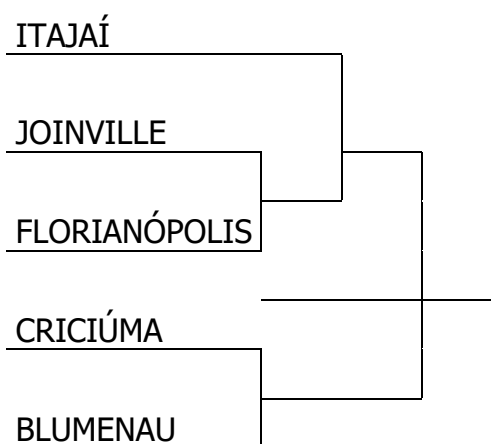 ITAJAÍ
JOINVILLE
FLORIANÓPOLIS
CRICIÚMA
BLUMENAU